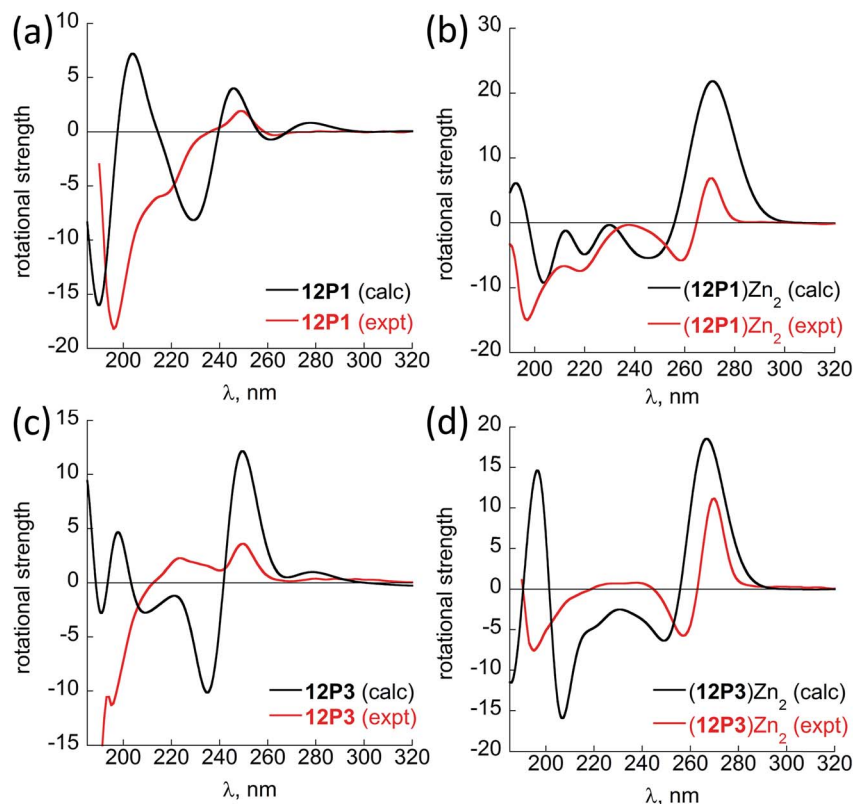 (a)
rotational strength
10
5
0
-5
-10
-15
-20
200 220 240 260 280 300 320
λ, nm
12P1 (calc)
12P1 (expt)
(b)
rotational strength
30
20
10
0
-10
-20
200 220 240 260 280 300 320
λ, nm
(12P1)Zn₂ (calc)
(12P1)Zn₂ (expt)
(c)
rotational strength
15
10
5
0
-5
-10
-15
200 220 240 260 280 300 320
λ, nm
12P3 (calc)
12P3 (expt)
(d)
rotational strength
20
15
10
5
0
-5
-10
-15
-20
200 220 240 260 280 300 320
λ, nm
(12P3)Zn₂ (calc)
(12P3)Zn₂ (expt)